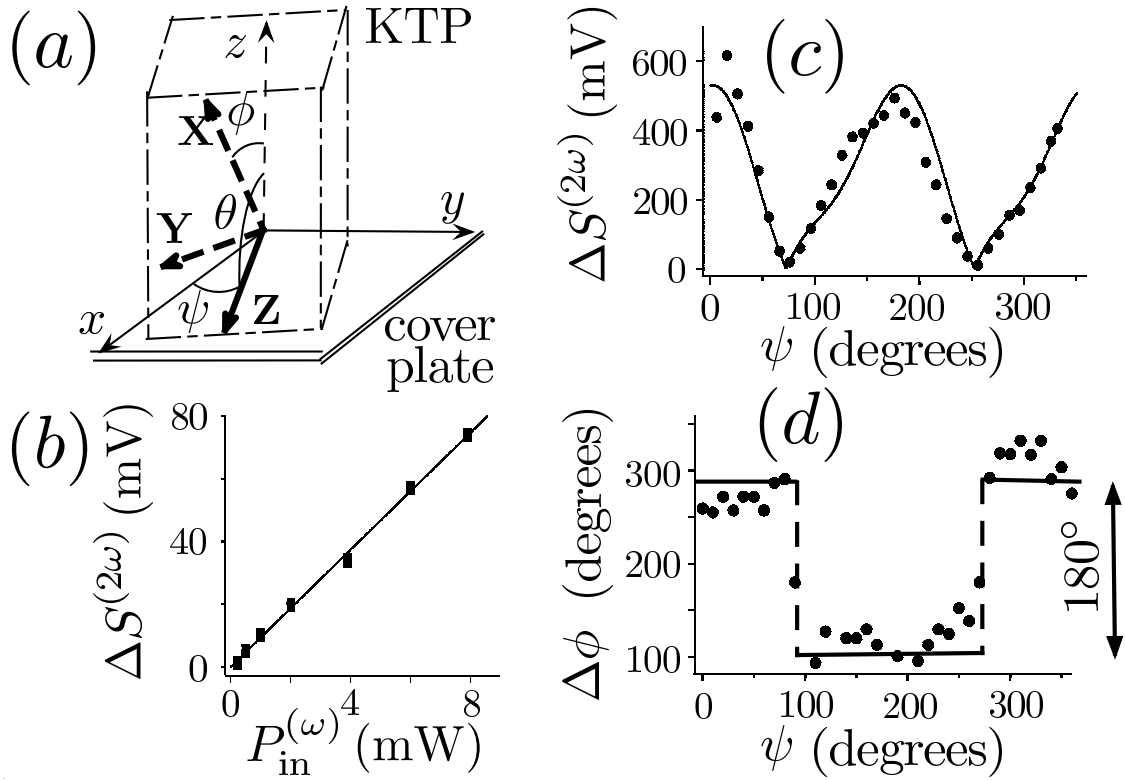 (a)
KTP
z
X
ϕ
Y
θ
y
ψ
Z
x
cover
plate
(b)
ΔS^(2ω) (mV)
80
40
0
0 4 8
P_in^(ω) (mW)
(c)
ΔS^(2ω) (mV)
600
400
200
0
0 100 200 300
ψ (degrees)
(d)
Δϕ (degrees)
300
200
100
180°
0 100 200 300
ψ (degrees)